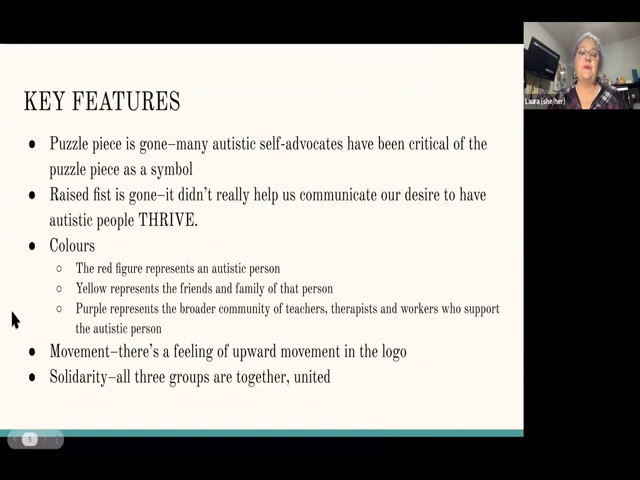 KEY FEATURES
● Puzzle piece is gone–many autistic self-advocates have been critical of the
puzzle piece as a symbol
● Raised fist is gone–it didn't really help us communicate our desire to have
autistic people THRIVE.
● Colours
○ The red figure represents an autistic person
○ Yellow represents the friends and family of that person
○ Purple represents the broader community of teachers, therapists and workers who support
the autistic person
● Movement–there's a feeling of upward movement in the logo
● Solidarity–all three groups are together, united
Laura (she/her)
5